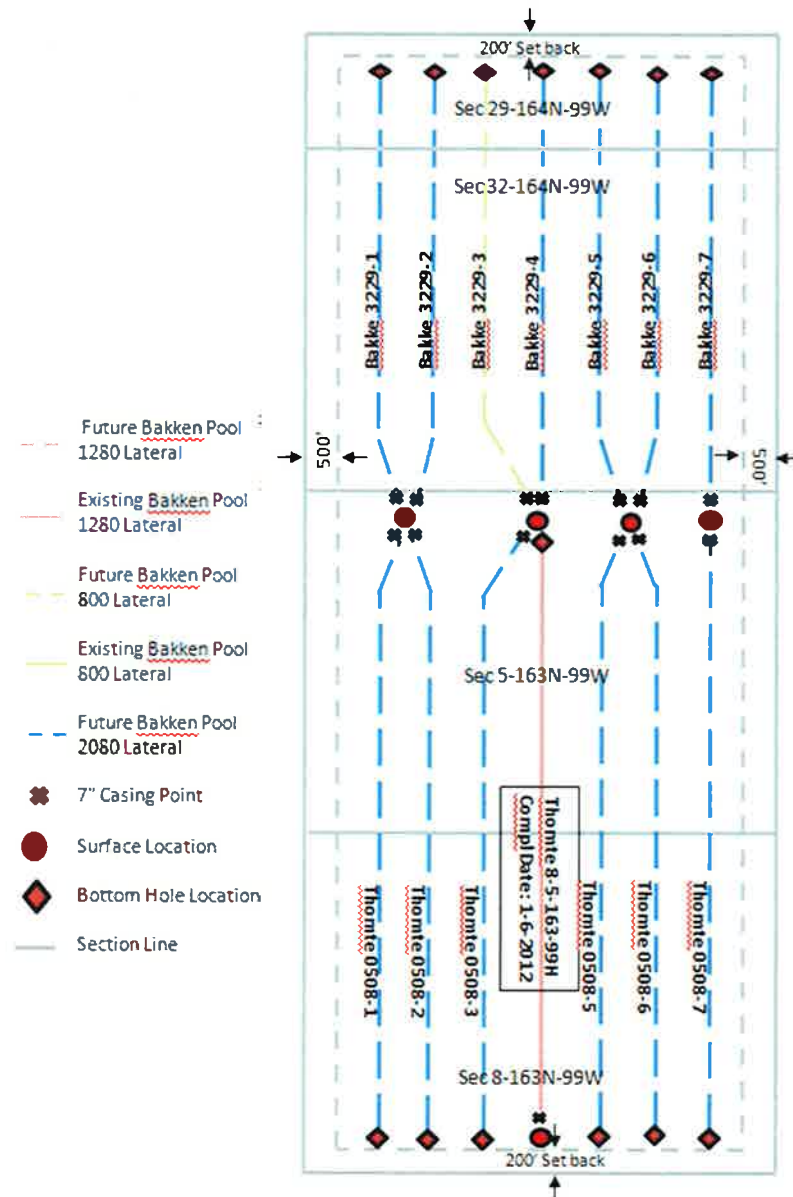 200' Set back
Sec 29-164N-99W
Sec 32-164N-99W
Bakke 3229-1
Bakke 3229-2
Bakke 3229-3
Bakke 3229-4
Bakke 3229-5
Bakke 3229-6
Bakke 3229-7
500'
500'
Future Bakken Pool
1280 Lateral
Existing Bakken Pool
1280 Lateral
Future Bakken Pool
800 Lateral
Existing Bakken Pool
800 Lateral
Future Bakken Pool
2080 Lateral
7" Casing Point
Surface Location
Bottom Hole Location
Section Line
Sec 5-163N-99W
Thomte 8-5-163-99H
Compl Date: 1-6-2012
Thomte 0508-1
Thomte 0508-2
Thomte 0508-3
Thomte 0508-5
Thomte 0508-6
Thomte 0508-7
Sec 8-163N-99W
200' Set back